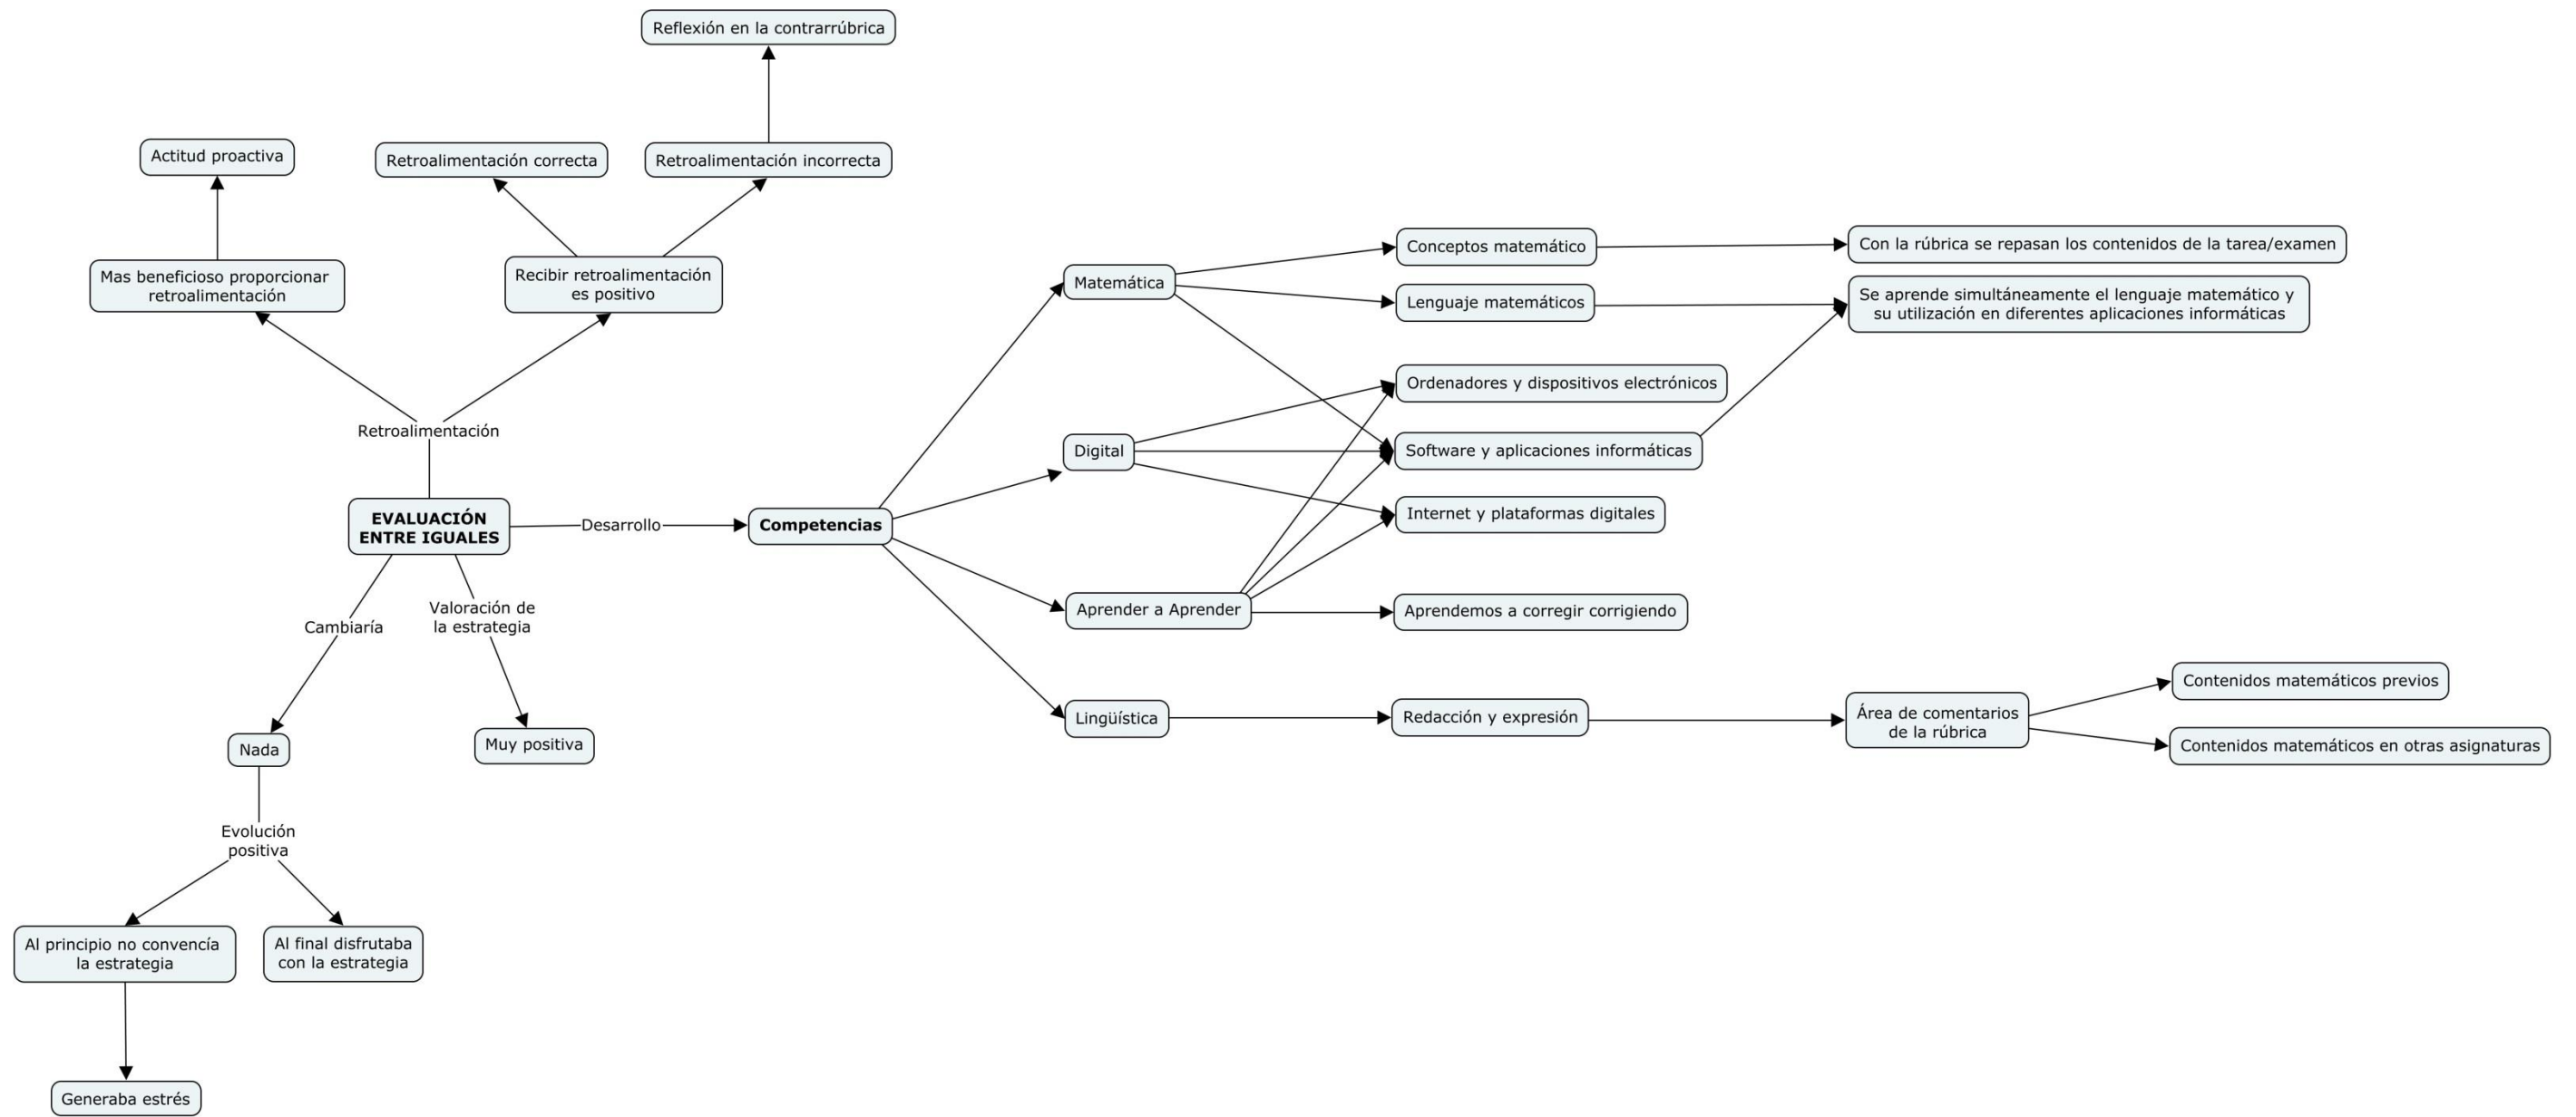 Reflexión en la contrarrúbrica
Actitud proactiva
Retroalimentación correcta
Retroalimentación incorrecta
Mas beneficioso proporcionar
retroalimentación
Recibir retroalimentación
es positivo
Retroalimentación
EVALUACIÓN
ENTRE IGUALES
Desarrollo
Competencias
Matemática
Conceptos matemático
Con la rúbrica se repasan los contenidos de la tarea/examen
Lenguaje matemáticos
Se aprende simultáneamente el lenguaje matemático y
su utilización en diferentes aplicaciones informáticas
Digital
Ordenadores y dispositivos electrónicos
Software y aplicaciones informáticas
Internet y plataformas digitales
Aprender a Aprender
Aprendemos a corregir corrigiendo
Lingüística
Redacción y expresión
Área de comentarios
de la rúbrica
Contenidos matemáticos previos
Contenidos matemáticos en otras asignaturas
Cambiaría
Valoración de
la estrategia
Nada
Muy positiva
Evolución
positiva
Al principio no convencía
la estrategia
Al final disfrutaba
con la estrategia
Generaba estrés